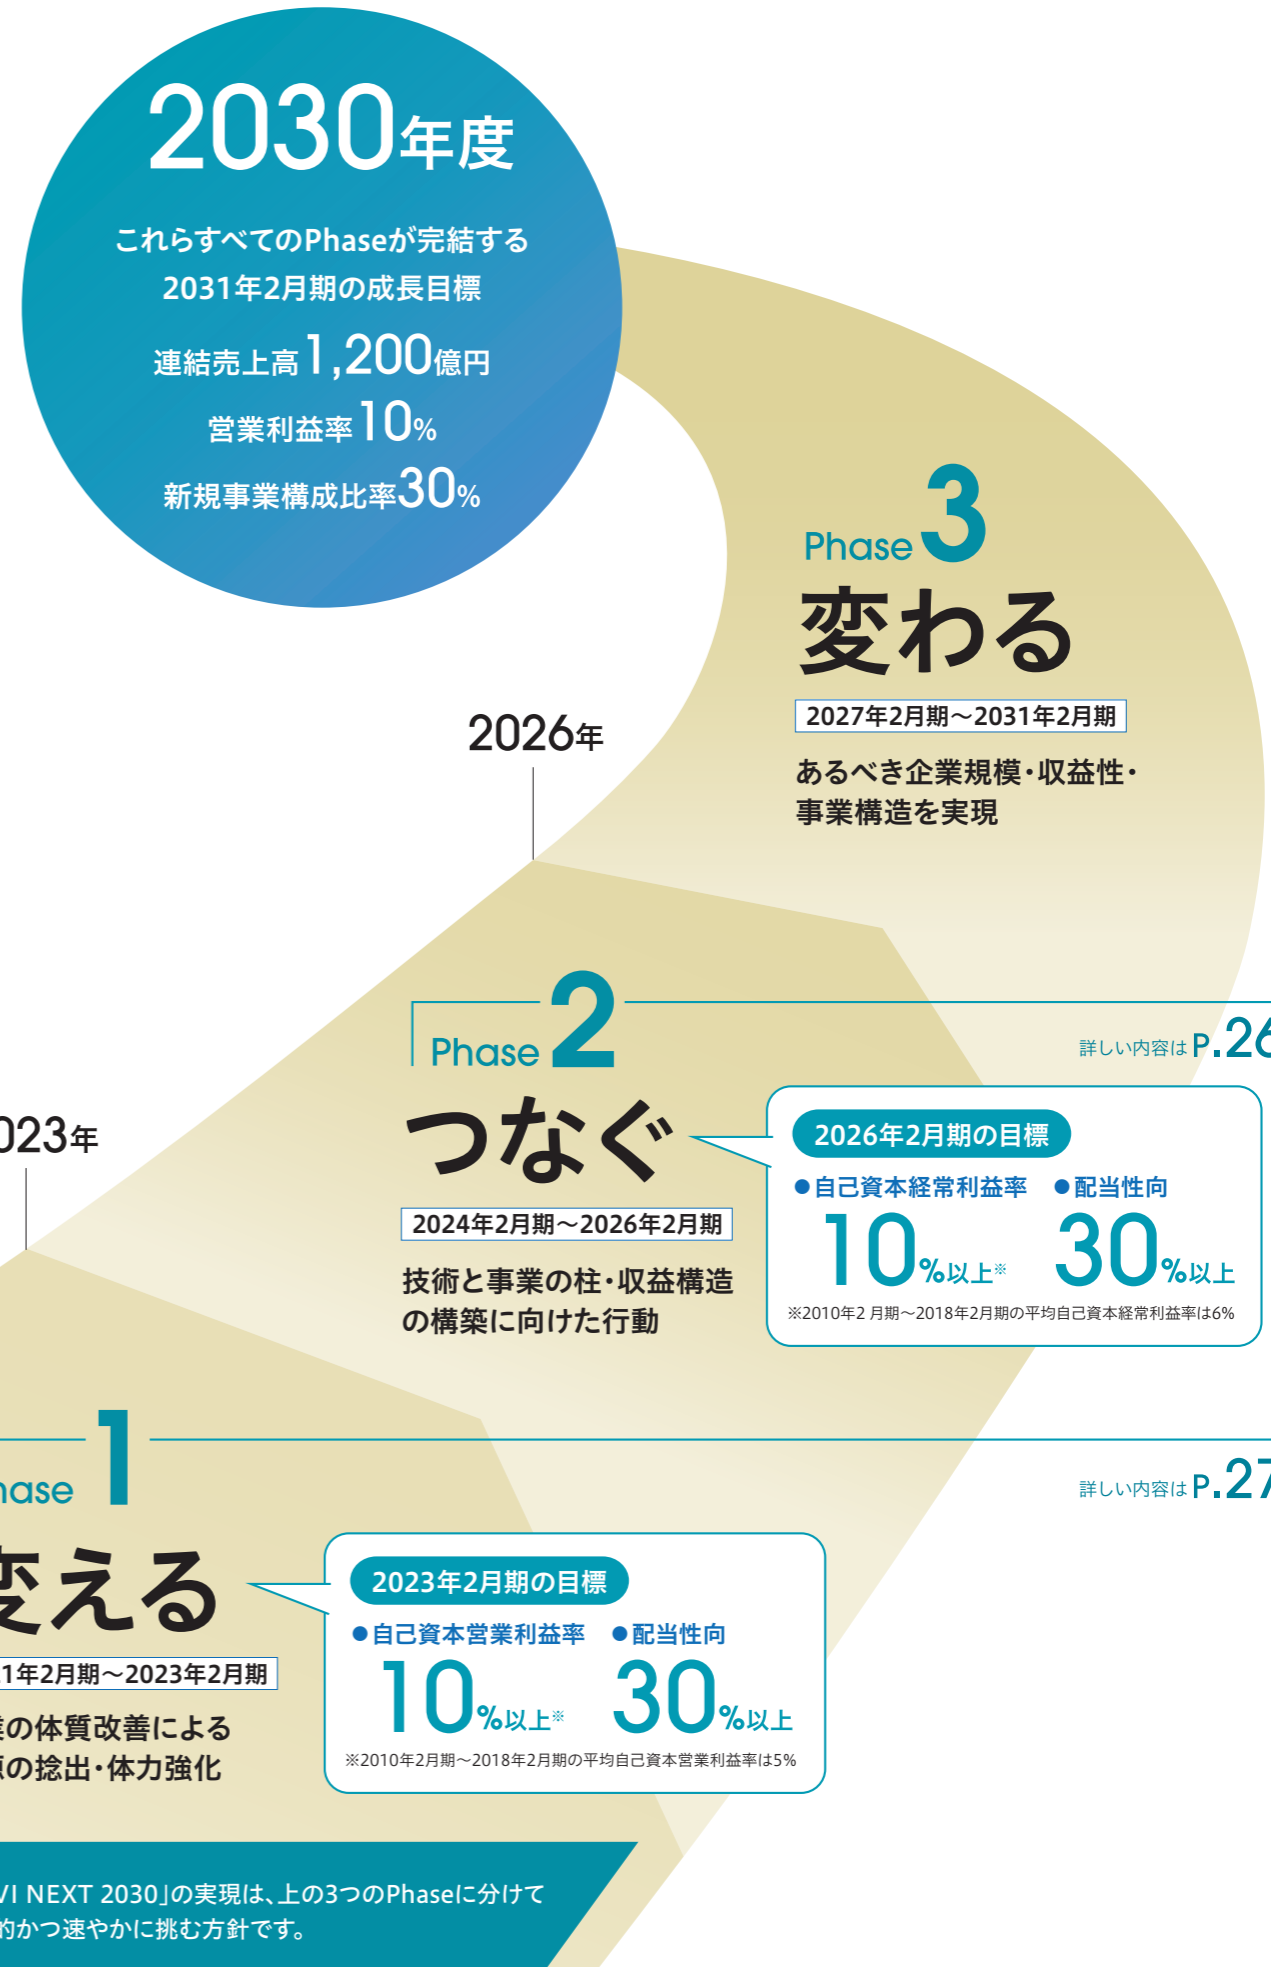 2030年度
これらすべてのPhaseが完結する
2031年2月期の成長目標
連結売上高1,200億円
営業利益率10%
新規事業構成比率30%
Phase 3
変わる
2027年2月期～2031年2月期
あるべき企業規模・収益性・
事業構造を実現
2026年
Phase 2
つなぐ
2024年2月期～2026年2月期
技術と事業の柱・収益構造
の構築に向けた行動
詳しい内容は P.26
2026年2月期の目標
●自己資本経常利益率 ●配当性向
10%以上※ 30%以上
※2010年2 月期～2018年2月期の平均自己資本経常利益率は6%
023年
hase 1
変える
1年2月期～2023年2月期
の体質改善による
の捻出・体力強化
詳しい内容は P.27
2023年2月期の目標
●自己資本営業利益率 ●配当性向
10%以上※ 30%以上
※2010年2月期～2018年2月期の平均自己資本営業利益率は5%
VI NEXT 2030」の実現は、上の3つのPhaseに分けて
的かつ速やかに挑む方針です。